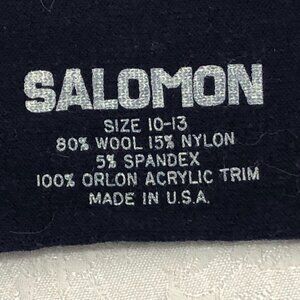 SALOMON
SIZE 10-13
80% WOOL 15% NYLON
5% SPANDEX
100% ORLON ACRYLIC TRIM
MADE IN U.S.A.